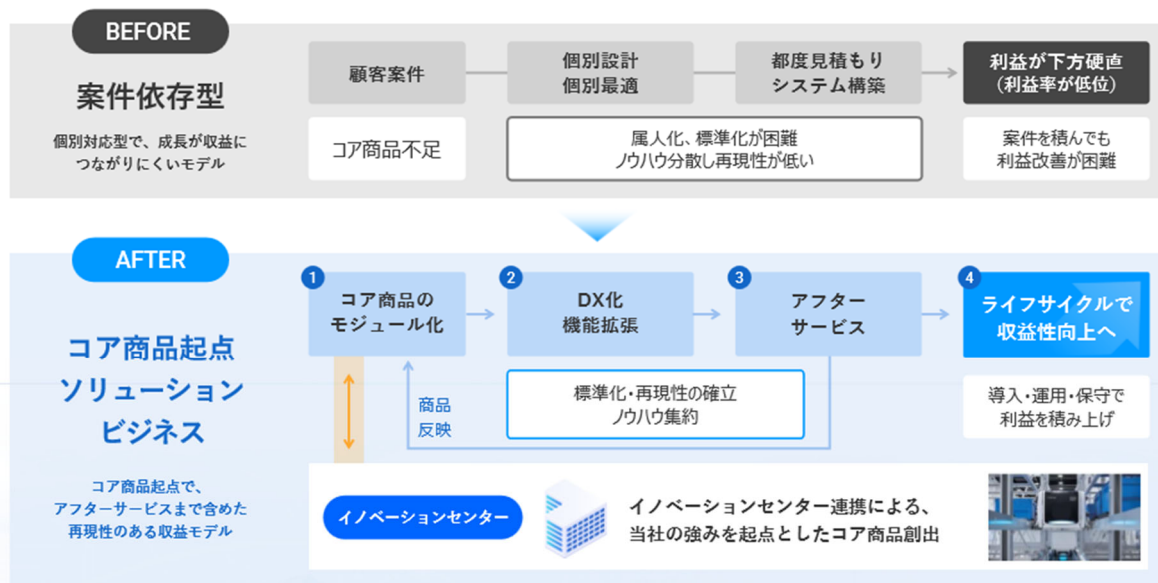 BEFORE
案件依存型
個別対応型で、成長が収益に
つながりにくいモデル
顧客案件
個別設計
個別最適
都度見積もり
システム構築
利益が下方硬直
(利益率が低位)
コア商品不足
属人化、標準化が困難
ノウハウ分散し再現性が低い
案件を積んでも
利益改善が困難
AFTER
コア商品起点
ソリューション
ビジネス
コア商品起点で、
アフターサービスまで含めた
再現性のある収益モデル
1
コア商品の
モジュール化
2
DX化
機能拡張
3
アフター
サービス
4
ライフサイクルで
収益性向上へ
商品
反映
標準化・再現性の確立
ノウハウ集約
導入・運用・保守で
利益を積み上げ
イノベーションセンター
イノベーションセンター連携による、
当社の強みを起点としたコア商品創出